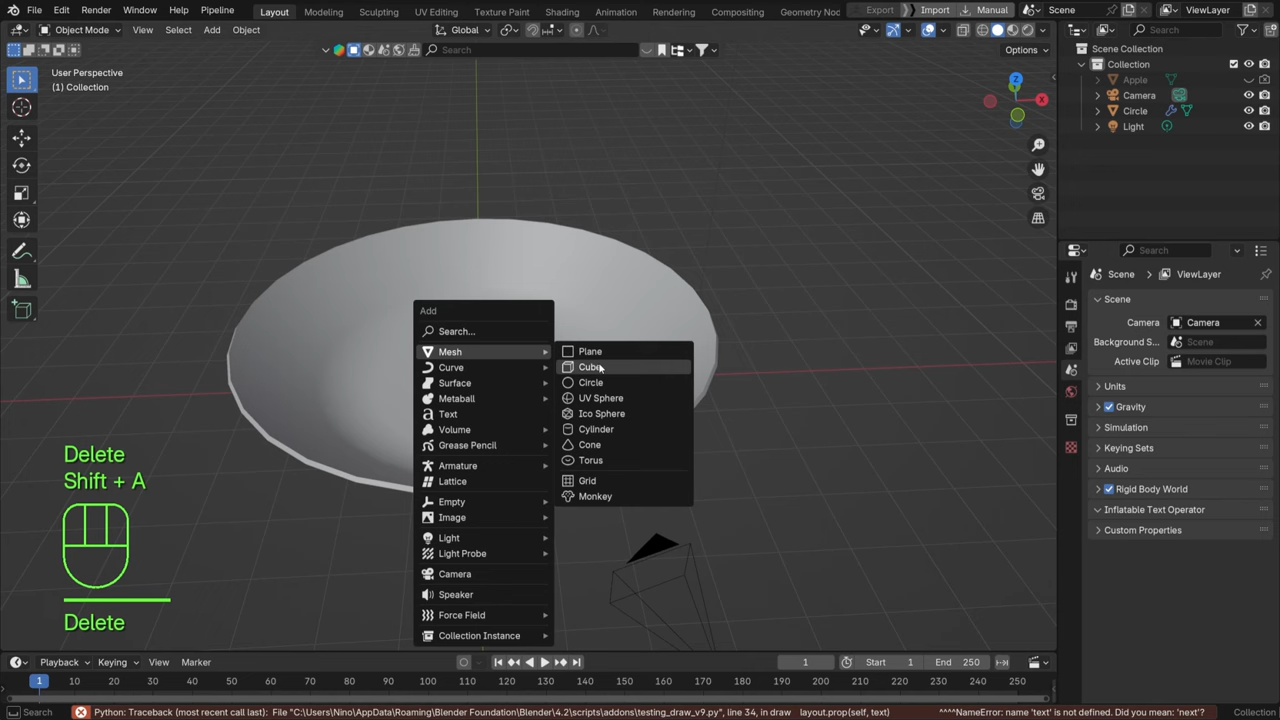 File Edit Render Window Help Pipeline Layout Modeling Sculpting UV Editing Texture Paint Shading Animation Rendering Compositing Geometry Nod Export Import Manual Scene ViewLayer
Object Mode View Select Add Object Global Search Options
User Perspective
(1) Collection
Z
X
Add
Search...
Mesh
Curve
Surface
Metaball
Text
Volume
Grease Pencil
Armature
Lattice
Empty
Image
Light
Light Probe
Camera
Speaker
Force Field
Collection Instance
Plane
Cube
Circle
UV Sphere
Ico Sphere
Cylinder
Cone
Torus
Grid
Monkey
Delete
Shift + A
Delete
Search
Scene Collection
Collection
Apple
Camera
Circle
Light
Search
Scene ViewLayer
Scene
Camera Camera
Background S... Scene
Active Clip Movie Clip
Units
Gravity
Simulation
Keying Sets
Audio
Rigid Body World
Inflatable Text Operator
Custom Properties
Playback Keying View Marker 1 Start 1 End 250
1 10 20 30 40 50 60 70 80 90 100 110 120 130 140 150 160 170 180 190 200 210 220 230 240 250
Search Python: Traceback (most recent call last): File "C:\Users\Nino\AppData\Roaming\Blender Foundation\Blender\4.2\scripts\addons\testing_draw_v9.py", line 34, in draw layout.prop(self, text) ^^^^NameError: name 'text' is not defined. Did you mean: 'next'? Collection